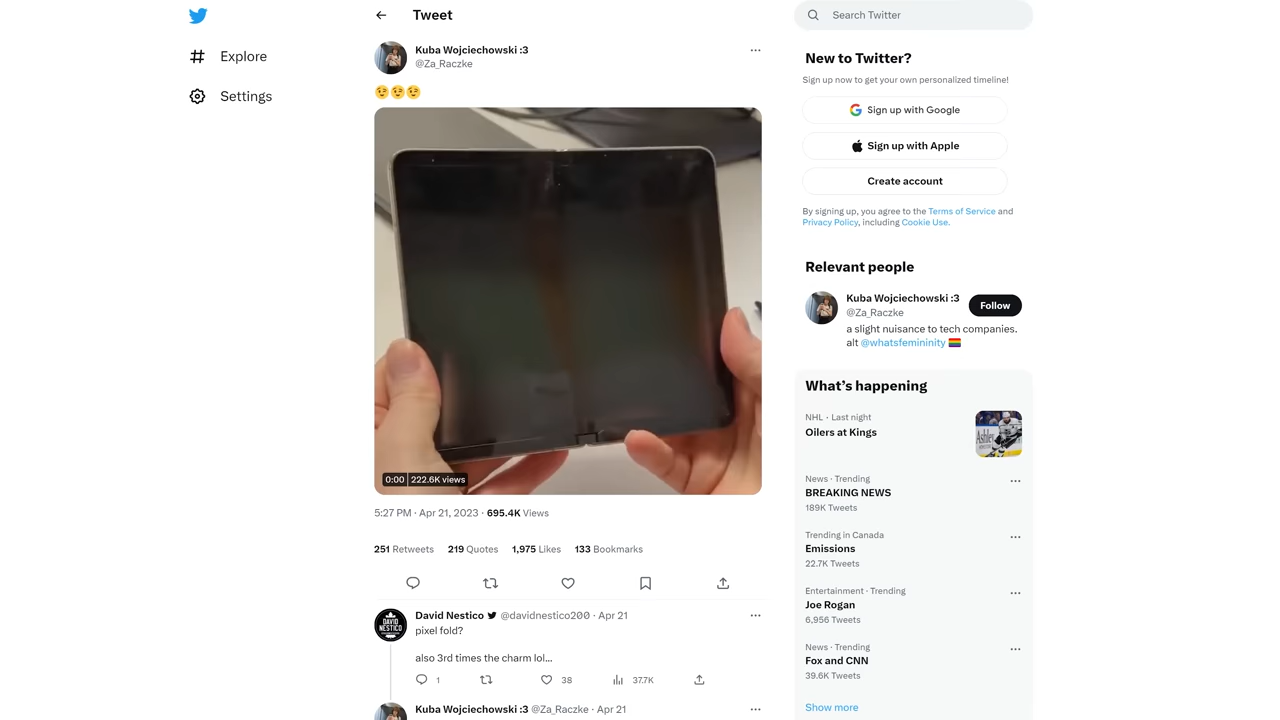 Tweet
Search Twitter
Explore
Settings
Kuba Wojciechowski :3
@Za_Raczke
😉😉😉
0:00 222.6K views
5:27 PM · Apr 21, 2023 · 695.4K Views
251 Retweets 219 Quotes 1,975 Likes 133 Bookmarks
David Nestico @davidnestico200 · Apr 21
pixel fold?
also 3rd times the charm lol...
1 38 37.7K
Kuba Wojciechowski :3 @Za_Raczke · Apr 21
New to Twitter?
Sign up now to get your own personalized timeline!
Sign up with Google
Sign up with Apple
Create account
By signing up, you agree to the Terms of Service and
Privacy Policy, including Cookie Use.
Relevant people
Kuba Wojciechowski :3
@Za_Raczke
Follow
a slight nuisance to tech companies.
alt @whatsfemininity 🏳️‍🌈
What's happening
NHL · Last night
Oilers at Kings
News · Trending
BREAKING NEWS
189K Tweets
Trending in Canada
Emissions
22.7K Tweets
Entertainment · Trending
Joe Rogan
6,956 Tweets
News · Trending
Fox and CNN
39.6K Tweets
Show more
DAVID
NESTICO